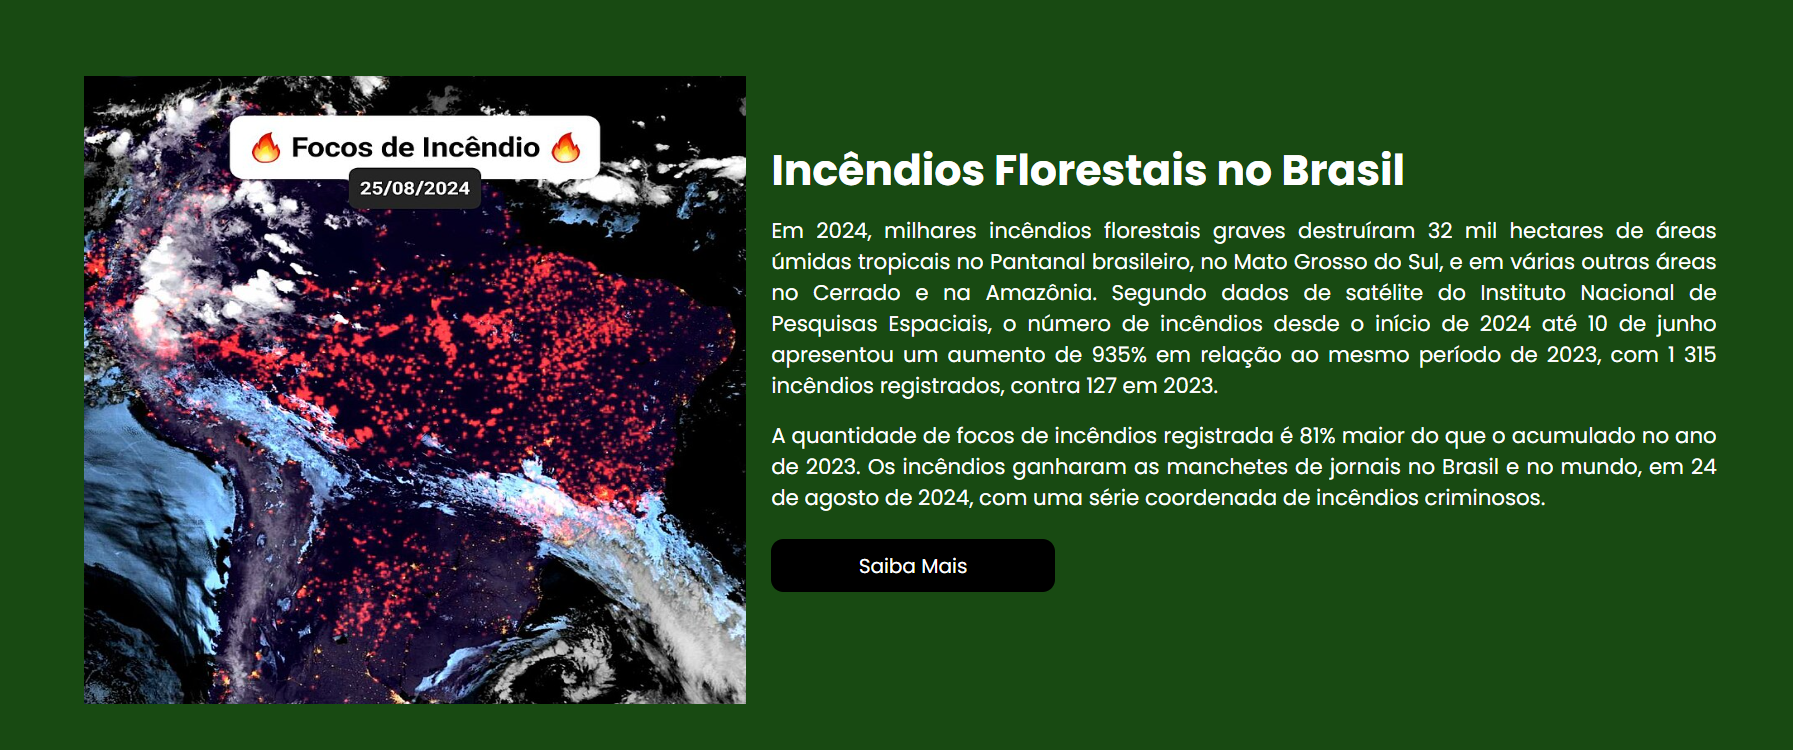 🔥 Focos de Incêndio 🔥
25/08/2024
Incêndios Florestais no Brasil
Em 2024, milhares incêndios florestais graves destruíram 32 mil hectares de áreas
úmidas tropicais no Pantanal brasileiro, no Mato Grosso do Sul, e em várias outras áreas
no Cerrado e na Amazônia. Segundo dados de satélite do Instituto Nacional de
Pesquisas Espaciais, o número de incêndios desde o início de 2024 até 10 de junho
apresentou um aumento de 935% em relação ao mesmo período de 2023, com 1 315
incêndios registrados, contra 127 em 2023.
A quantidade de focos de incêndios registrada é 81% maior do que o acumulado no ano
de 2023. Os incêndios ganharam as manchetes de jornais no Brasil e no mundo, em 24
de agosto de 2024, com uma série coordenada de incêndios criminosos.
Saiba Mais